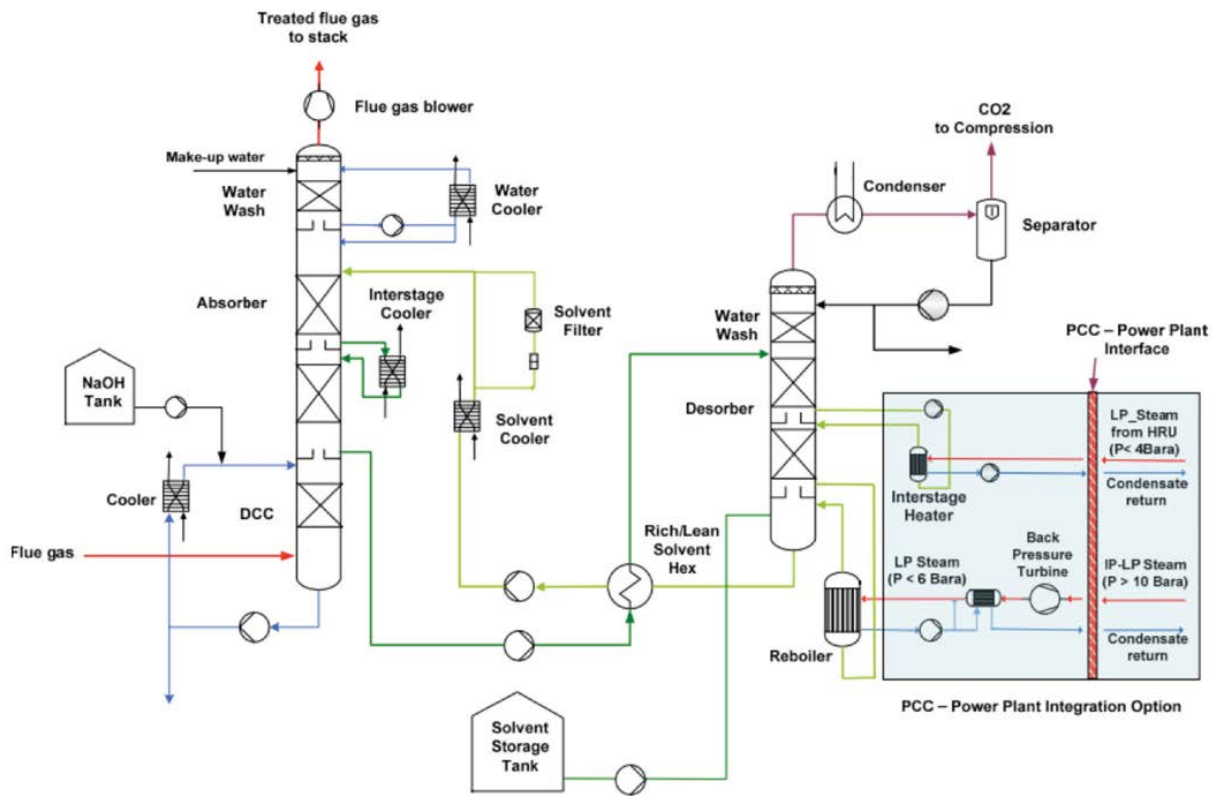 Treated flue gas
to stack
Flue gas blower
Make-up water
Water
Wash
Water
Cooler
Absorber
Interstage
Cooler
Solvent
Filter
NaOH
Tank
Solvent
Cooler
Cooler
DCC
Flue gas
Rich/Lean
Solvent
Hex
Solvent
Storage
Tank
CO2
to Compression
Condenser
Separator
Water
Wash
Desorber
Reboiler
PCC – Power Plant
Interface
LP_Steam
from HRU
(P< 4Bara)
Condensate
return
Interstage
Heater
LP Steam
(P < 6 Bara)
Back
Pressure
Turbine
IP-LP Steam
(P > 10 Bara)
Condensate
return
PCC – Power Plant Integration Option